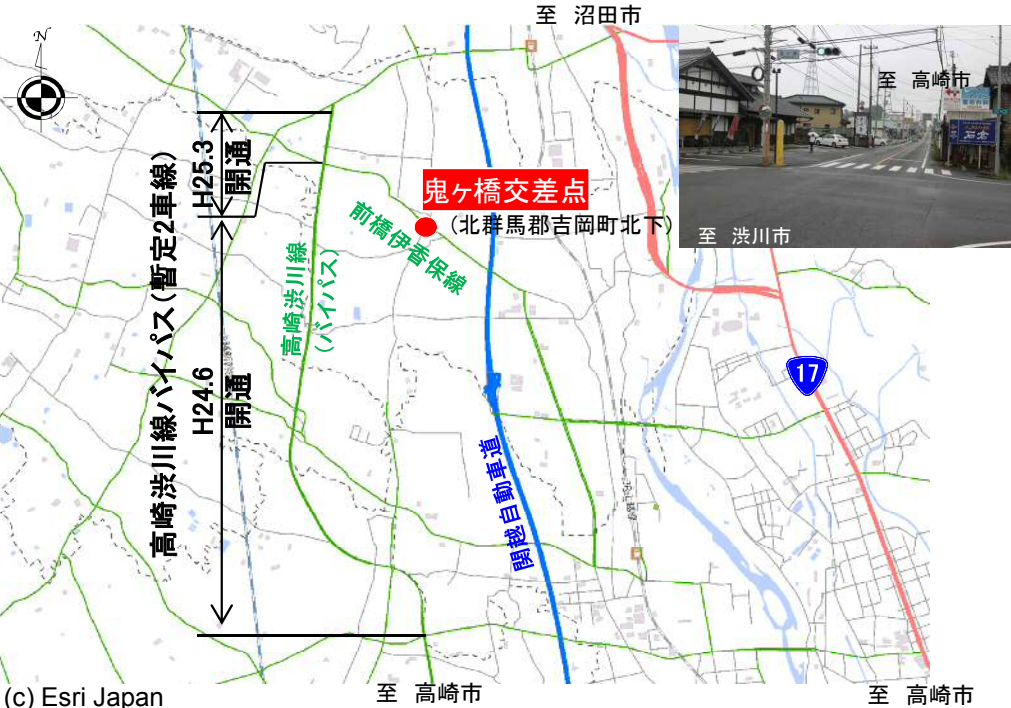 至 沼田市
N
至 高崎市
至 渋川市
H25.3
開通
鬼ヶ橋交差点
(北群馬郡吉岡町北下)
前橋伊香保線
高崎渋川線
(バイパス)
高崎渋川線バイパス(暫定2車線)
H24.6
開通
17
関越自動車道
(c) Esri Japan
至 高崎市
至 高崎市